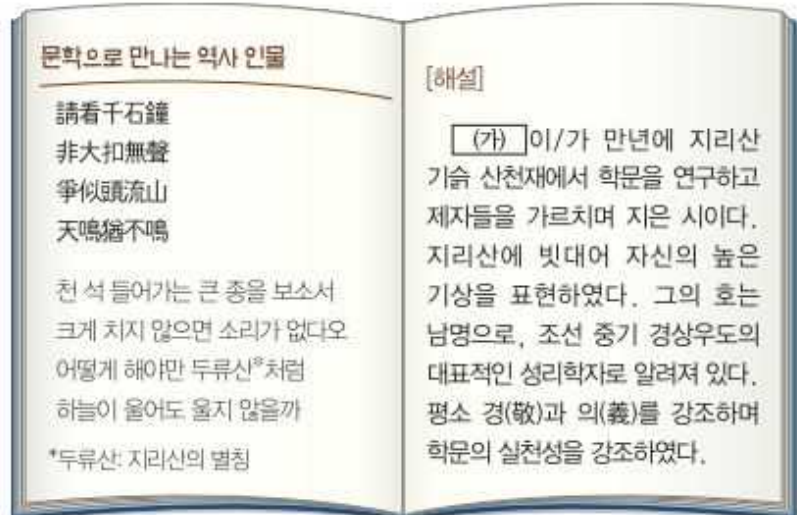 문학으로 만나는 역사 인물
請看千石鐘
非大扣無聲
爭似頭流山
天鳴猶不鳴
천 석 들어가는 큰 종을 보소서
크게 치지 않으면 소리가 없다오
어떻게 해야만 두류산*처럼
하늘이 울어도 울지 않을까
*두류산: 지리산의 별칭
[해설]
(가) 이/가 만년에 지리산
기슭 산천재에서 학문을 연구하고
제자들을 가르치며 지은 시이다.
지리산에 빗대어 자신의 높은
기상을 표현하였다. 그의 호는
남명으로, 조선 중기 경상우도의
대표적인 성리학자로 알려져 있다.
평소 경(敬)과 의(義)를 강조하며
학문의 실천성을 강조하였다.